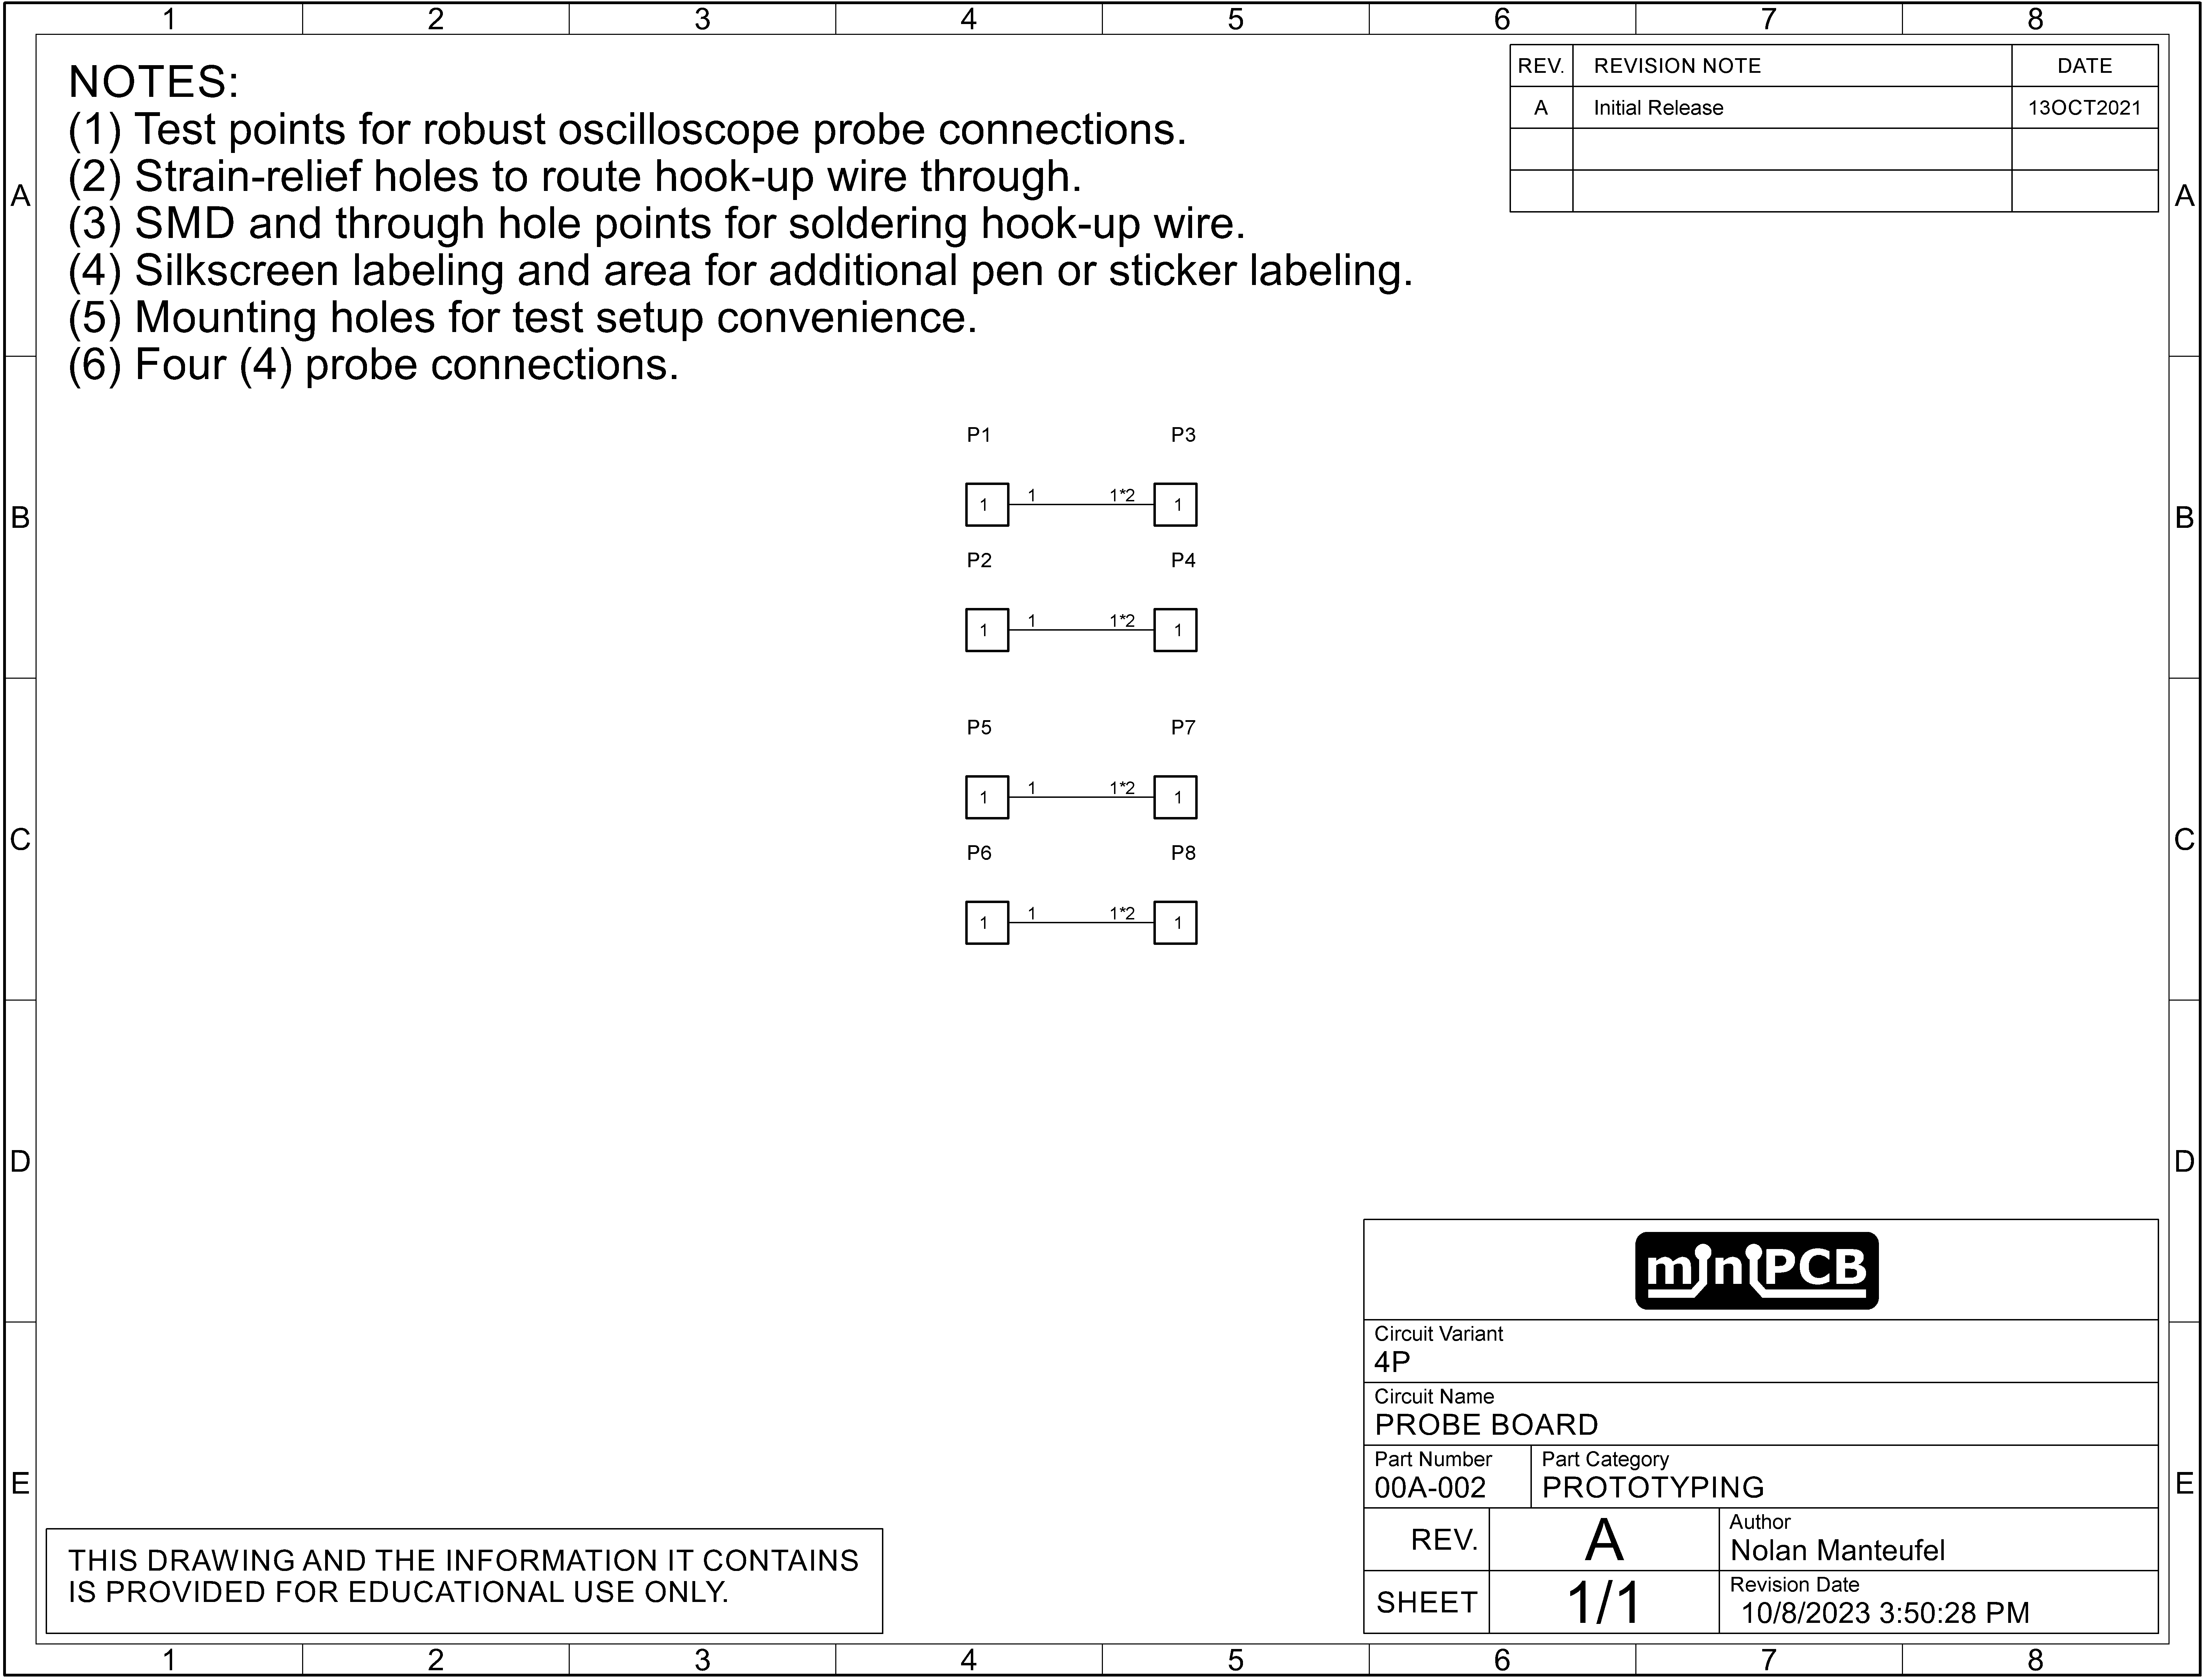 1 2 3 4 5 6 7 8
NOTES:
(1) Test points for robust oscilloscope probe connections.
(2) Strain-relief holes to route hook-up wire through.
(3) SMD and through hole points for soldering hook-up wire.
(4) Silkscreen labeling and area for additional pen or sticker labeling.
(5) Mounting holes for test setup convenience.
(6) Four (4) probe connections.
REV. REVISION NOTE DATE
A Initial Release 13OCT2021
A A
P1 P3
1 1 1*2 1
B B
P2 P4
1 1 1*2 1
P5 P7
1 1 1*2 1
C C
P6 P8
1 1 1*2 1
D D
miniPCB
Circuit Variant
4P
Circuit Name
PROBE BOARD
Part Number Part Category
00A-002 PROTOTYPING
E E
REV. A Author
Nolan Manteufel
SHEET 1/1 Revision Date
10/8/2023 3:50:28 PM
THIS DRAWING AND THE INFORMATION IT CONTAINS
IS PROVIDED FOR EDUCATIONAL USE ONLY.
1 2 3 4 5 6 7 8